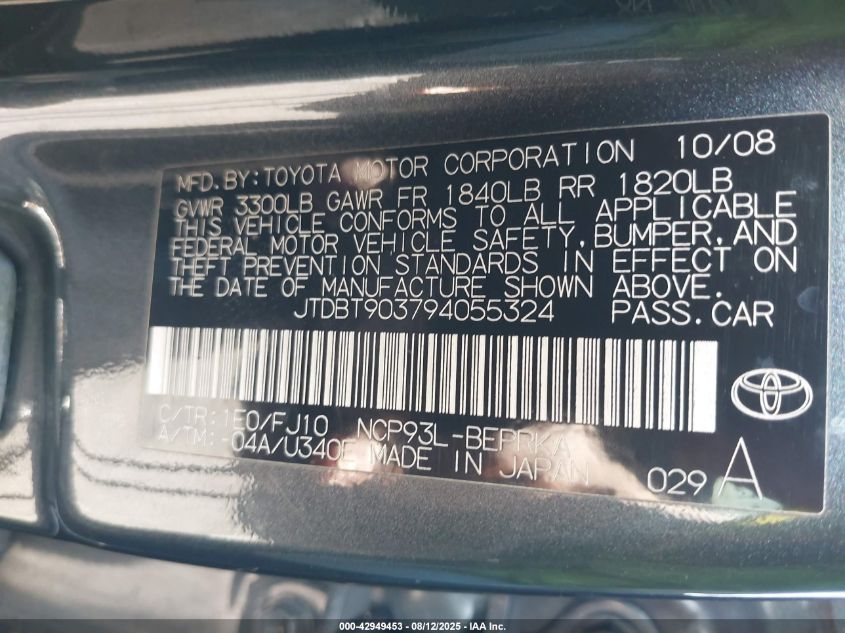 MFD.BY:TOYOTA MOTOR CORPORATION 10/08
GVWR 3300LB GAWR FR 1840LB RR 1820LB
THIS VEHICLE CONFORMS TO ALL APPLICABLE
FEDERAL MOTOR VEHICLE SAFETY,BUMPER,AND
THEFT PREVENTION STANDARDS IN EFFECT ON
THE DATE OF MANUFACTURE SHOWN ABOVE.
JTDBT903794055324 PASS.CAR
C/TR:1E0/FJ10 NCP93L-BEPRKA
A/TM:-04A/U340E MADE IN JAPAN 029 A
000-42949453 - 08/12/2025 - IAA Inc.